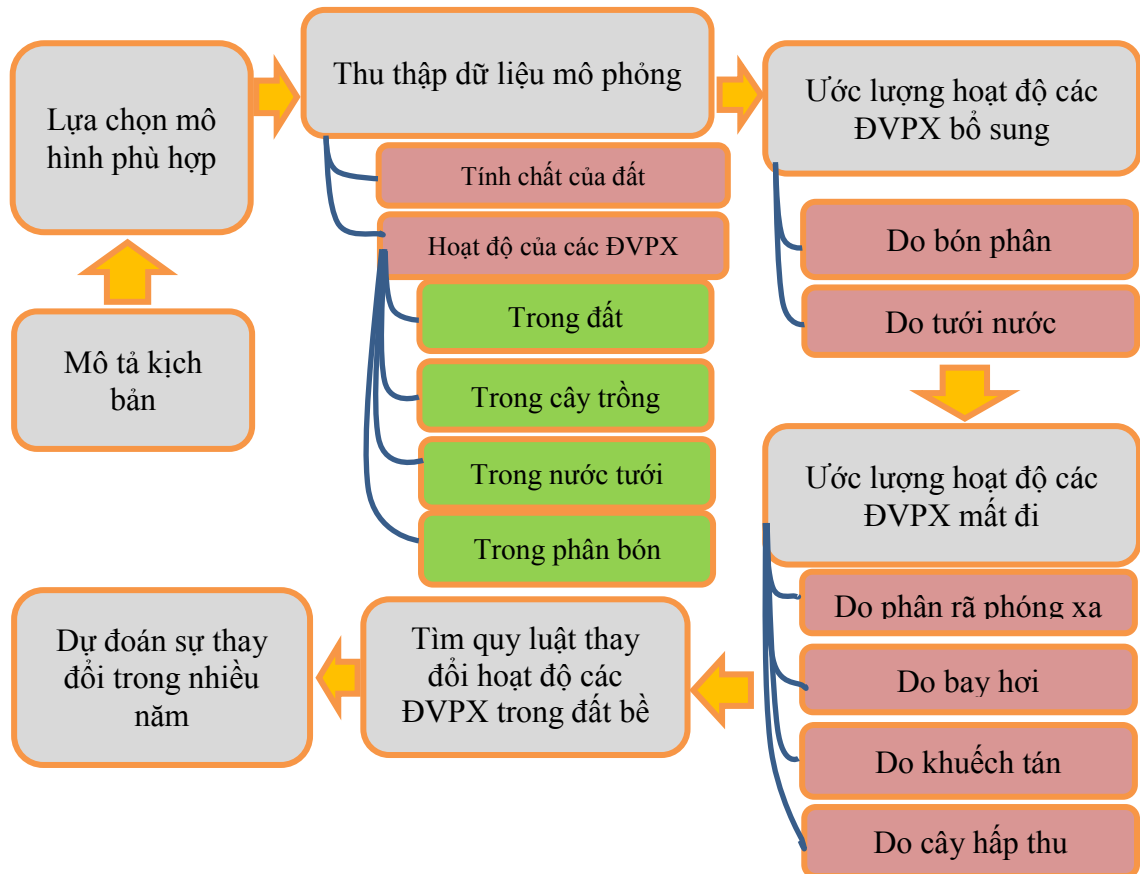 Mô tả kịch
bản
Lựa chọn mô
hình phù hợp
Thu thập dữ liệu mô phỏng
Tính chất của đất
Hoạt độ của các ĐVPX
Trong đất
Trong cây trồng
Trong nước tưới
Trong phân bón
Ước lượng hoạt độ các
ĐVPX bổ sung
Do bón phân
Do tưới nước
Ước lượng hoạt độ các
ĐVPX mất đi
Do phân rã phóng xa
Do bay hơi
Do khuếch tán
Do cây hấp thu
Tìm quy luật thay
đổi hoạt độ các
ĐVPX trong đất bề
Dự đoán sự thay
đổi trong nhiều
năm